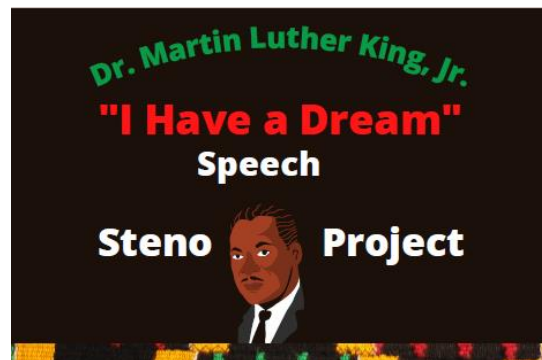 Dr. Martin Luther King, Jr.
"I Have a Dream"
Speech
Steno Project